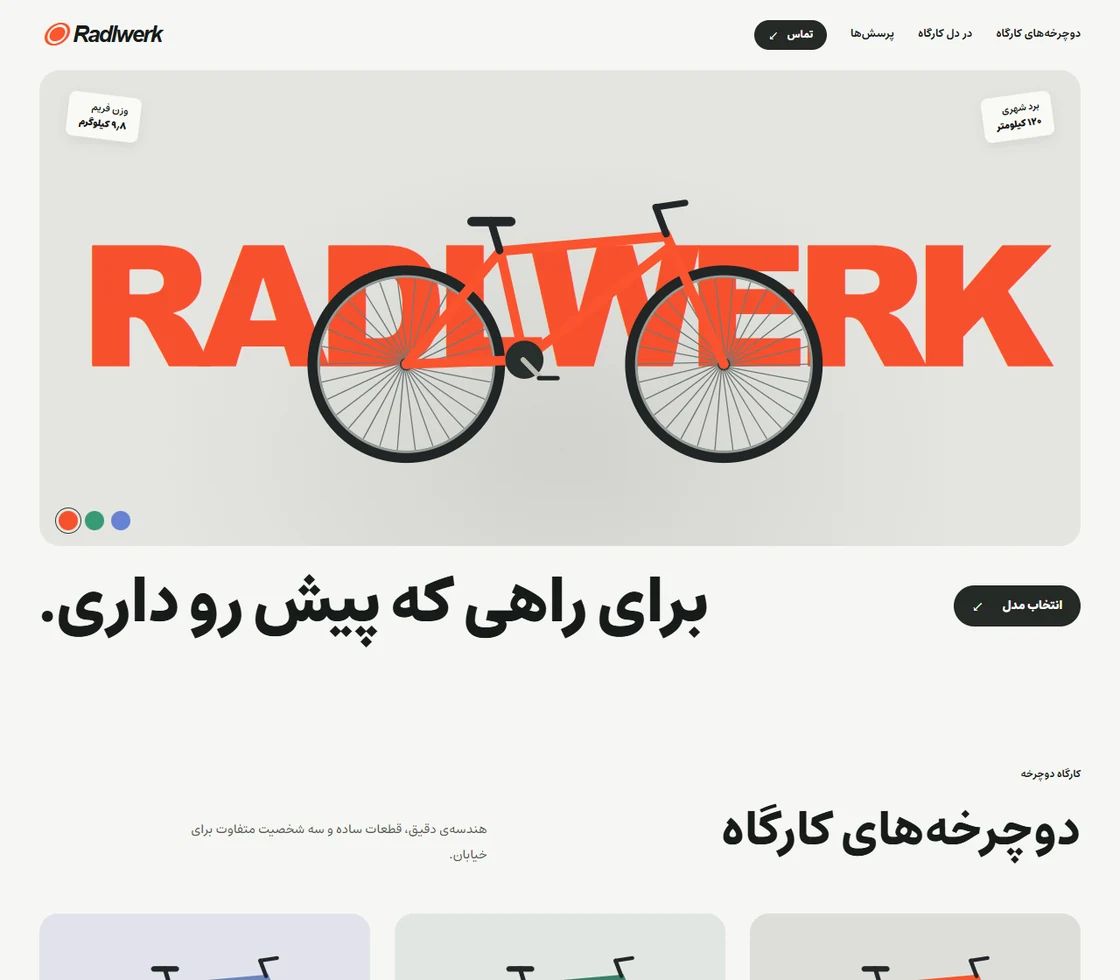 دوچرخه‌های کارگاه
در دل کارگاه
پرسش‌ها
تماس ↙
Radlwerk
برد شهری
۱۲۰ کیلومتر
وزن فریم
۹٫۸ کیلوگرم
RADLWERK
انتخاب مدل ↙
برای راهی که پیش رو داری.
کارگاه دوچرخه
دوچرخه‌های کارگاه
هندسه‌ی دقیق، قطعات ساده و سه شخصیت متفاوت برای
خیابان.